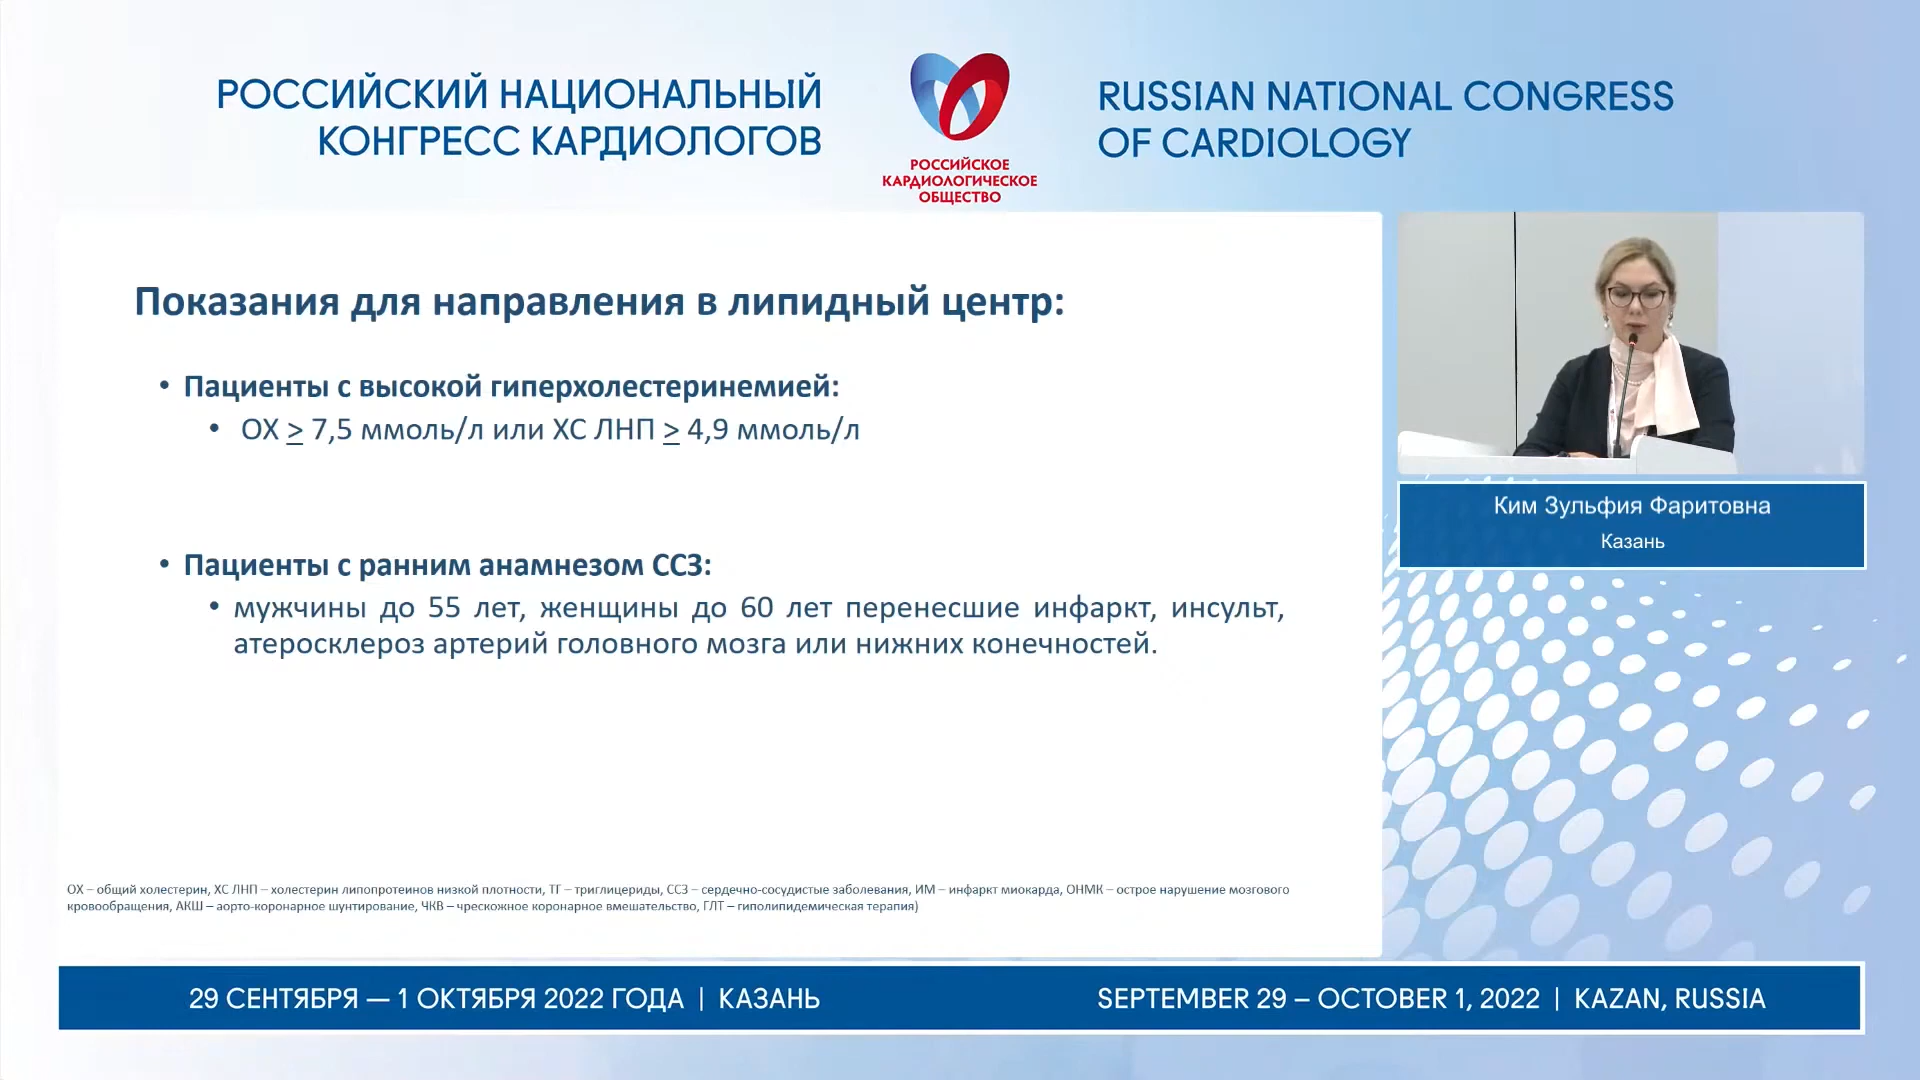 РОССИЙСКИЙ НАЦИОНАЛЬНЫЙ
КОНГРЕСС КАРДИОЛОГОВ
РОССИЙСКОЕ
КАРДИОЛОГИЧЕСКОЕ
ОБЩЕСТВО
RUSSIAN NATIONAL CONGRESS
OF CARDIOLOGY
Показания для направления в липидный центр:
• Пациенты с высокой гиперхолестеринемией:
• ОХ ≥ 7,5 ммоль/л или ХС ЛНП ≥ 4,9 ммоль/л
• Пациенты с ранним анамнезом ССЗ:
• мужчины до 55 лет, женщины до 60 лет перенесшие инфаркт, инсульт,
атеросклероз артерий головного мозга или нижних конечностей.
ОХ – общий холестерин, ХС ЛНП – холестерин липопротеинов низкой плотности, ТГ – триглицериды, ССЗ – сердечно-сосудистые заболевания, ИМ – инфаркт миокарда, ОНМК – острое нарушение мозгового
кровообращения, АКШ – аорто-коронарное шунтирование, ЧКВ – чрескожное коронарное вмешательство, ГЛТ – гиполипидемическая терапия)
Ким Зульфия Фаритовна
Казань
29 СЕНТЯБРЯ — 1 ОКТЯБРЯ 2022 ГОДА | КАЗАНЬ
SEPTEMBER 29 – OCTOBER 1, 2022 | KAZAN, RUSSIA